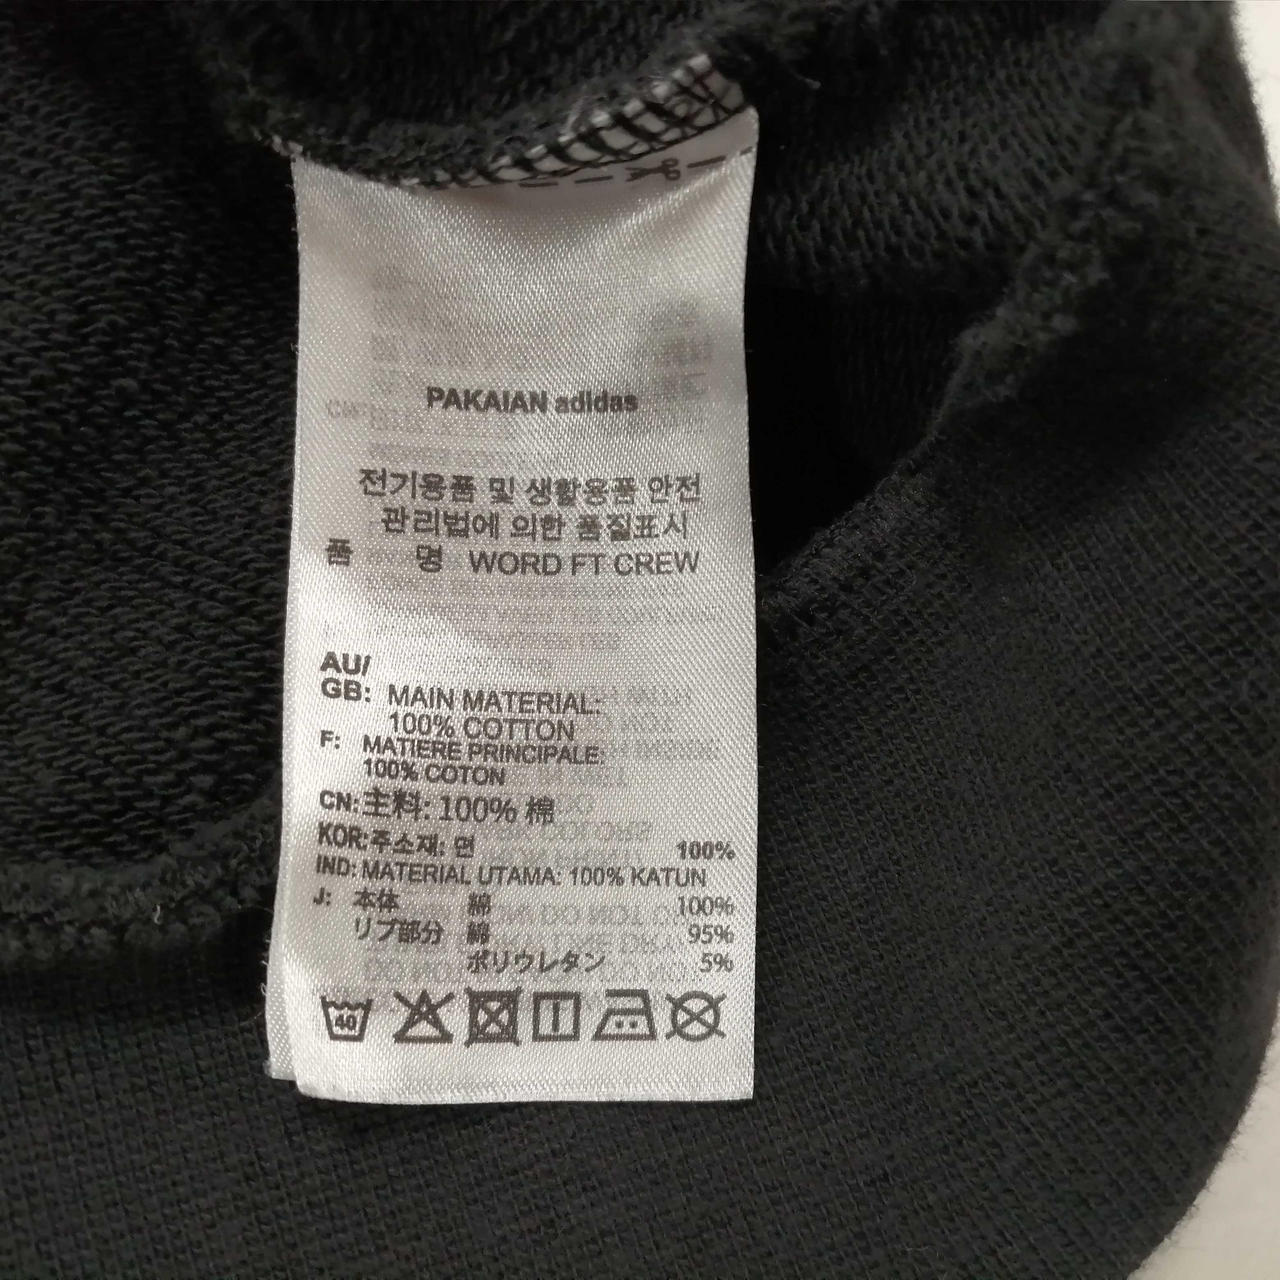 PAKAIAN adidas
전기용품 및 생활용품 안전
관리법에 의한 품질표시
품 명 WORD FT CREW
AU/
GB: MAIN MATERIAL:
100% COTTON
F: MATIERE PRINCIPALE:
100% COTON
CN: 主料: 100% 棉
KOR: 주소재: 면 100%
IND: MATERIAL UTAMA: 100% KATUN
J: 本体 綿 100%
リブ部分 綿 95%
ポリウレタン 5%
40